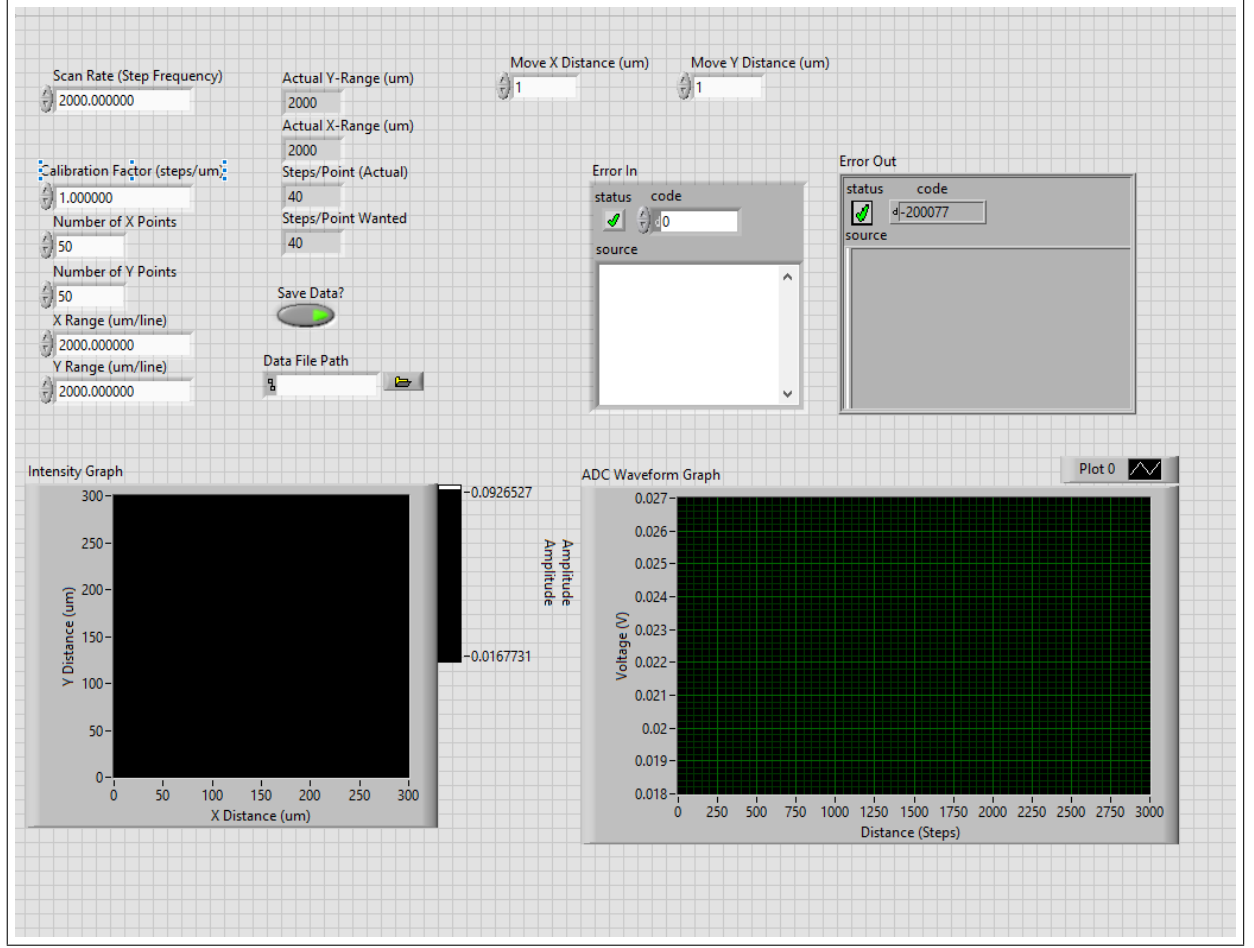 Move X Distance (um) Move Y Distance (um)
1 1
Scan Rate (Step Frequency)
2000.000000
Calibration Factor (steps/um)
1.000000
Number of X Points
50
Number of Y Points
50
X Range (um/line)
2000.000000
Y Range (um/line)
2000.000000
Actual Y-Range (um)
2000
Actual X-Range (um)
2000
Steps/Point (Actual)
40
Steps/Point Wanted
40
Save Data?
Data File Path
Error In
status code
d 0
source
Error Out
status code
d -200077
source
Intensity Graph
300
250
200
150
100
50
0
Y Distance (um)
0 50 100 150 200 250 300
X Distance (um)
-0.0926527
-0.0167731
Amplitude
Amplitude
ADC Waveform Graph
Plot 0
0.027
0.026
0.025
0.024
0.023
0.022
0.021
0.02
0.019
0.018
Voltage (V)
0 250 500 750 1000 1250 1500 1750 2000 2250 2500 2750 3000
Distance (Steps)